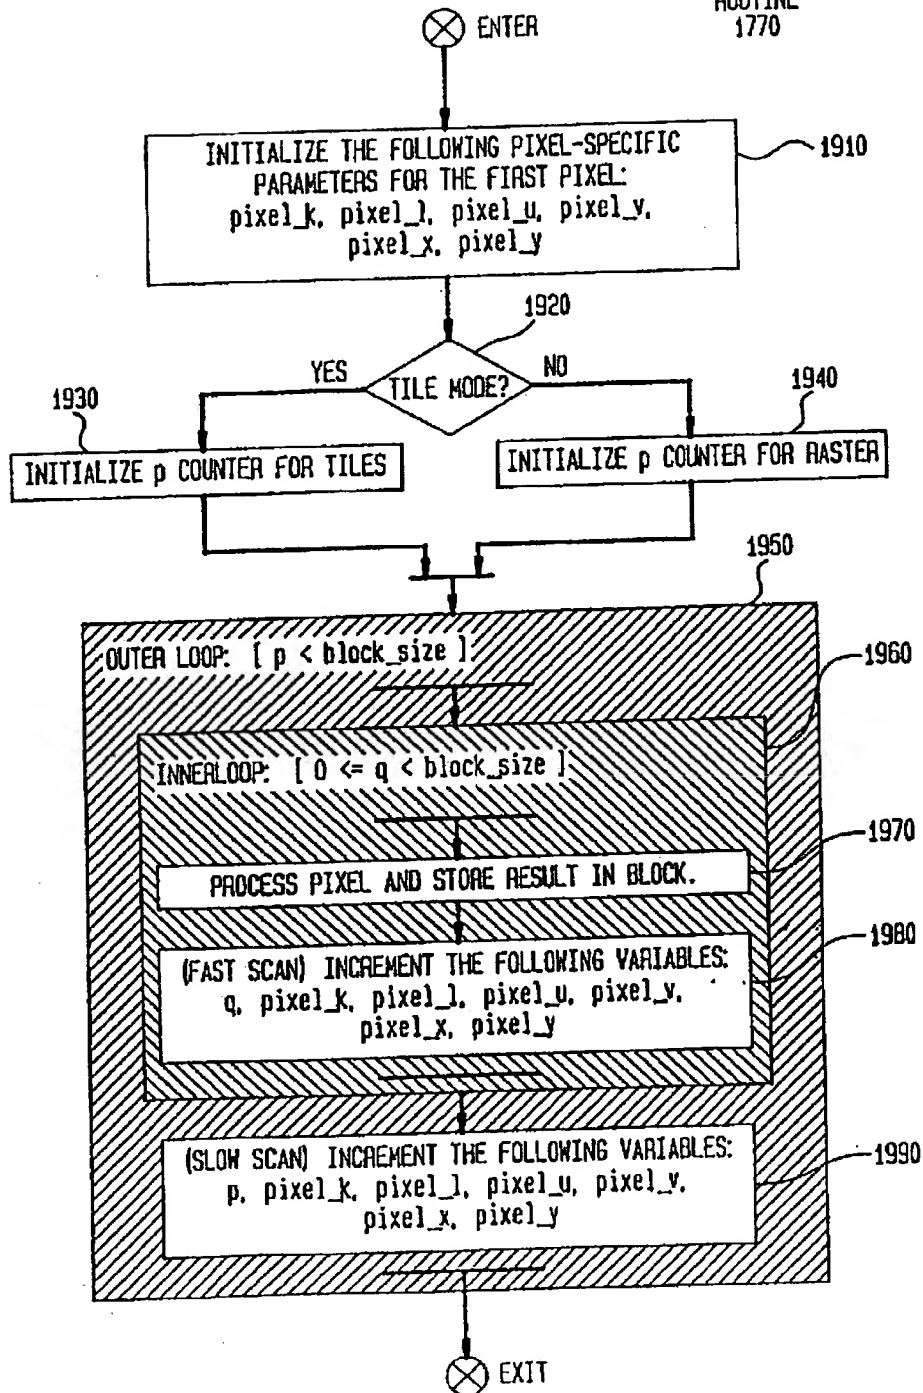 ROUTINE
1770
ENTER
INITIALIZE THE FOLLOWING PIXEL-SPECIFIC
PARAMETERS FOR THE FIRST PIXEL:
pixel_k, pixel_l, pixel_u, pixel_v,
pixel_x, pixel_y
1910
1920
YES
TILE MODE?
NO
1930
1940
INITIALIZE p COUNTER FOR TILES
INITIALIZE p COUNTER FOR RASTER
1950
OUTER LOOP: [ p < block_size ]
1960
INNERLOOP: [ 0 <= q < block_size ]
1970
PROCESS PIXEL AND STORE RESULT IN BLOCK.
1980
(FAST SCAN) INCREMENT THE FOLLOWING VARIABLES:
q, pixel_k, pixel_l, pixel_u, pixel_v,
pixel_x, pixel_y
(SLOW SCAN) INCREMENT THE FOLLOWING VARIABLES:
p, pixel_k, pixel_l, pixel_u, pixel_v,
pixel_x, pixel_y
1990
EXIT